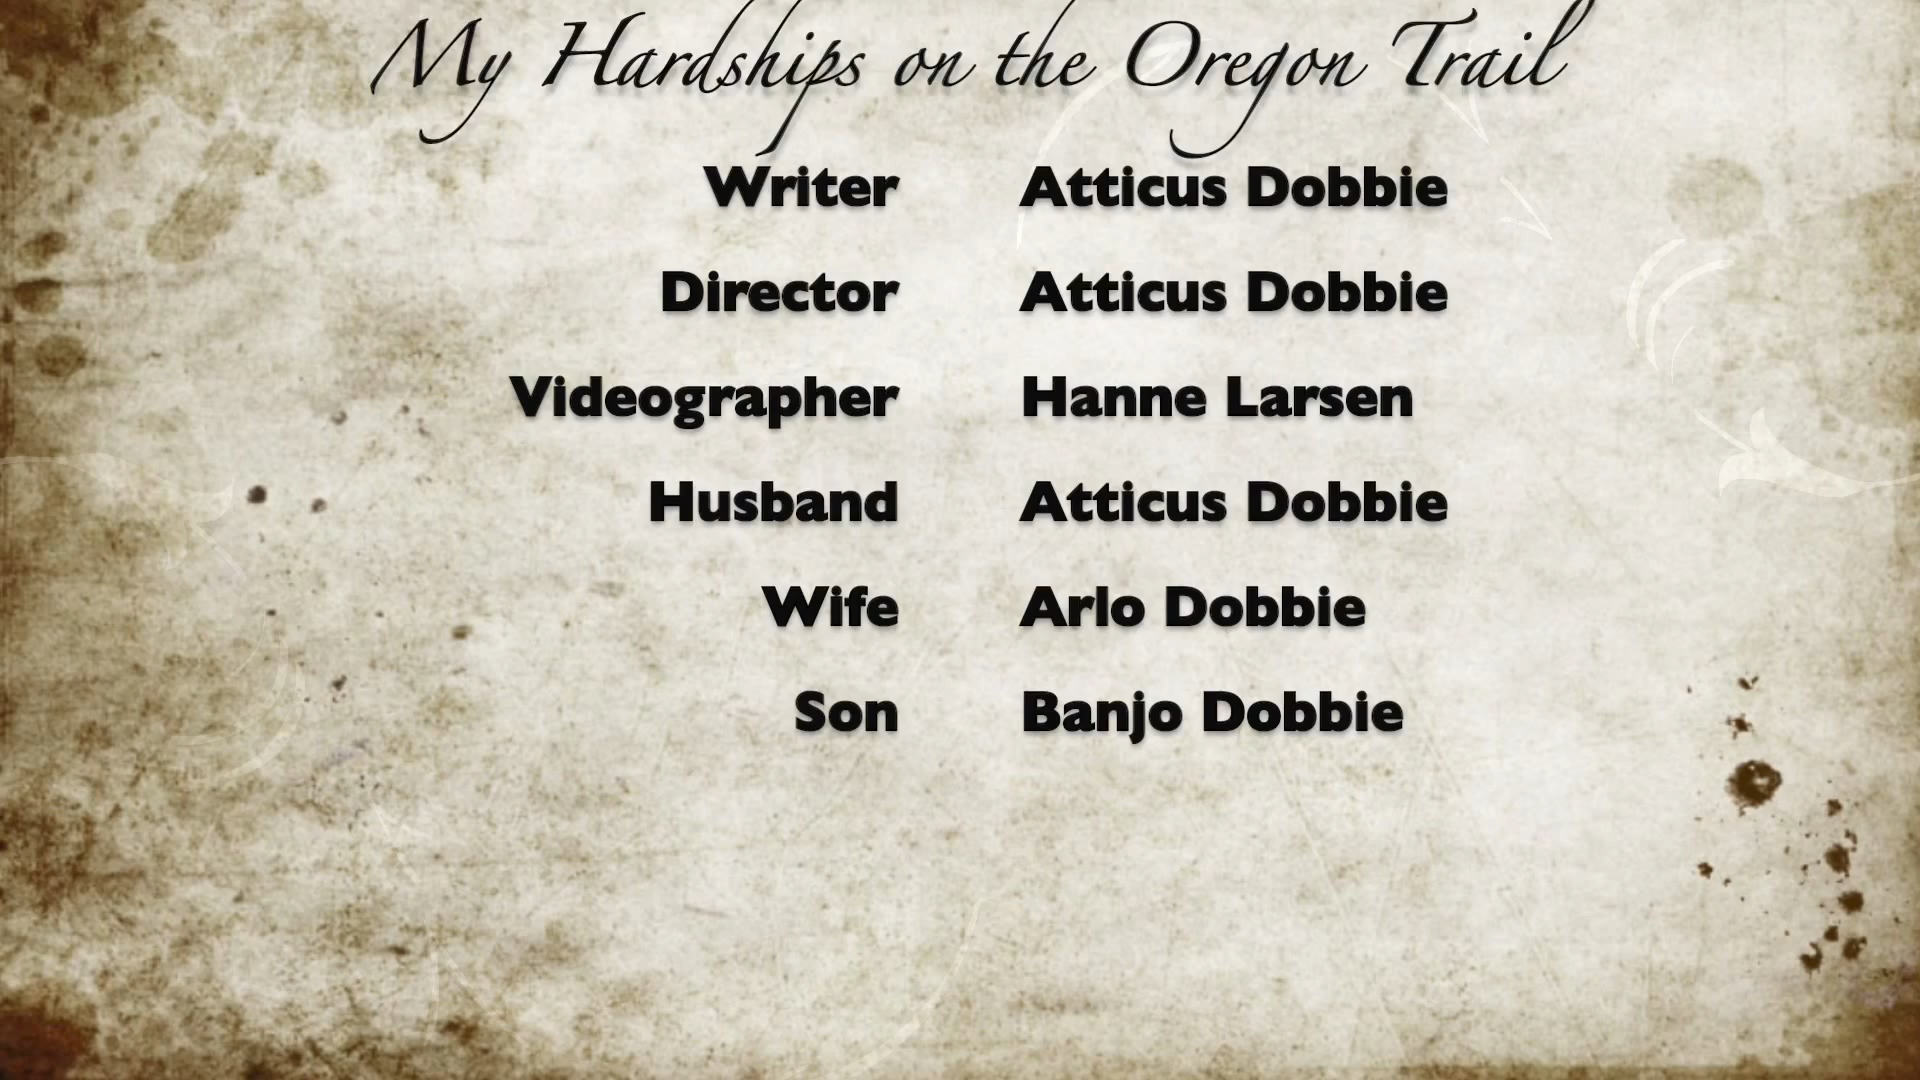 My Hardships on the Oregon Trail
Writer Atticus Dobbie
Director Atticus Dobbie
Videographer Hanne Larsen
Husband Atticus Dobbie
Wife Arlo Dobbie
Son Banjo Dobbie